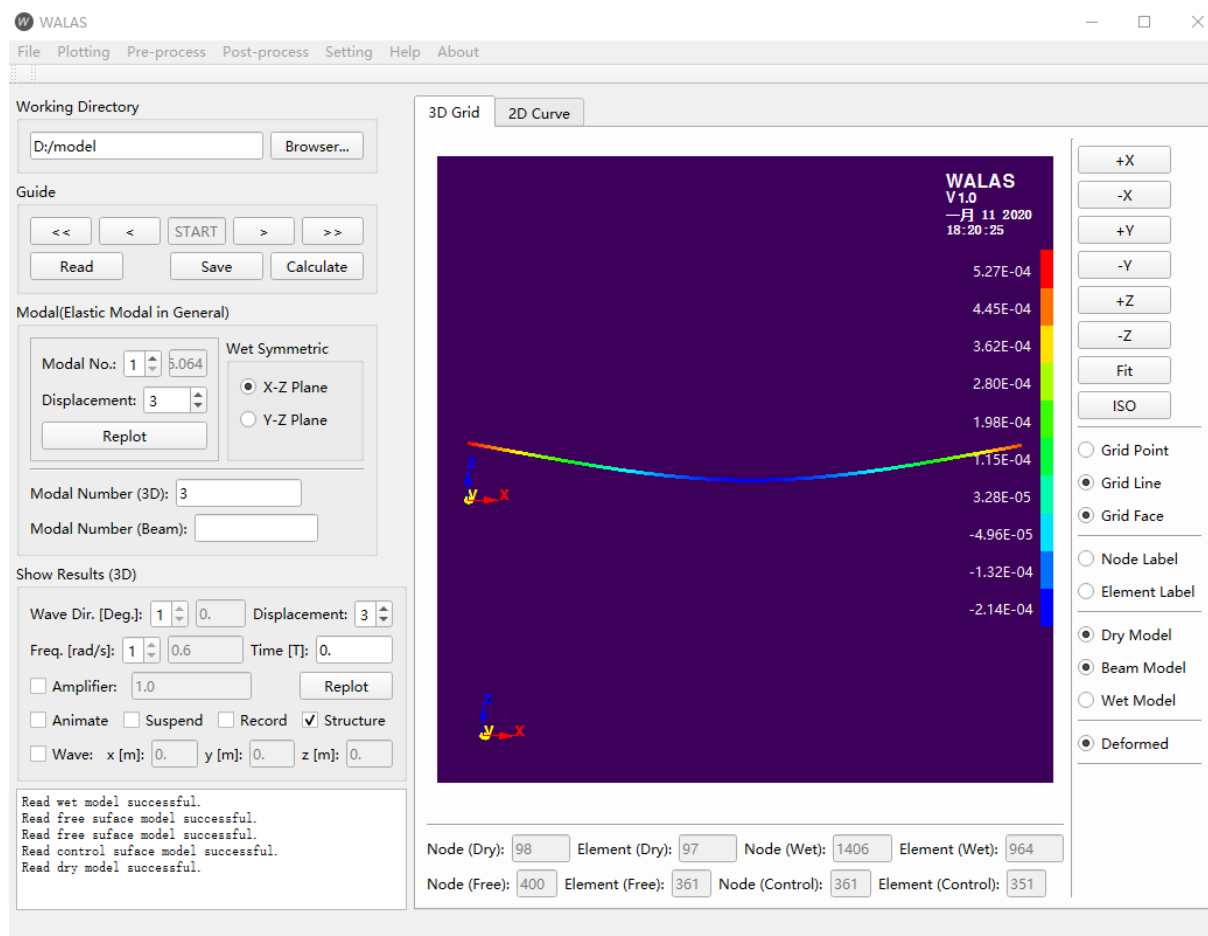 WALAS
File Plotting Pre-process Post-process Setting Help About
Working Directory
D:/model Browser...
Guide
<< < START > >>
Read Save Calculate
Modal(Elastic Modal in General)
Modal No.: 1 5.064
Displacement: 3
Replot
Wet Symmetric
X-Z Plane
Y-Z Plane
Modal Number (3D): 3
Modal Number (Beam):
Show Results (3D)
Wave Dir. [Deg.]: 1 0. Displacement: 3
Freq. [rad/s]: 1 0.6 Time [T]: 0.
Amplifier: 1.0 Replot
Animate Suspend Record Structure
Wave: x [m]: 0. y [m]: 0. z [m]: 0.
Read wet model successful.
Read free suface model successful.
Read free suface model successful.
Read control suface model successful.
Read dry model successful.
3D Grid 2D Curve
WALAS
V 1.0
一月 11 2020
18:20:25
5.27E-04
4.45E-04
3.62E-04
2.80E-04
1.98E-04
1.15E-04
3.28E-05
-4.96E-05
-1.32E-04
-2.14E-04
Z
Y X
Z
Y X
+X
-X
+Y
-Y
+Z
-Z
Fit
ISO
Grid Point
Grid Line
Grid Face
Node Label
Element Label
Dry Model
Beam Model
Wet Model
Deformed
Node (Dry): 98 Element (Dry): 97 Node (Wet): 1406 Element (Wet): 964
Node (Free): 400 Element (Free): 361 Node (Control): 361 Element (Control): 351